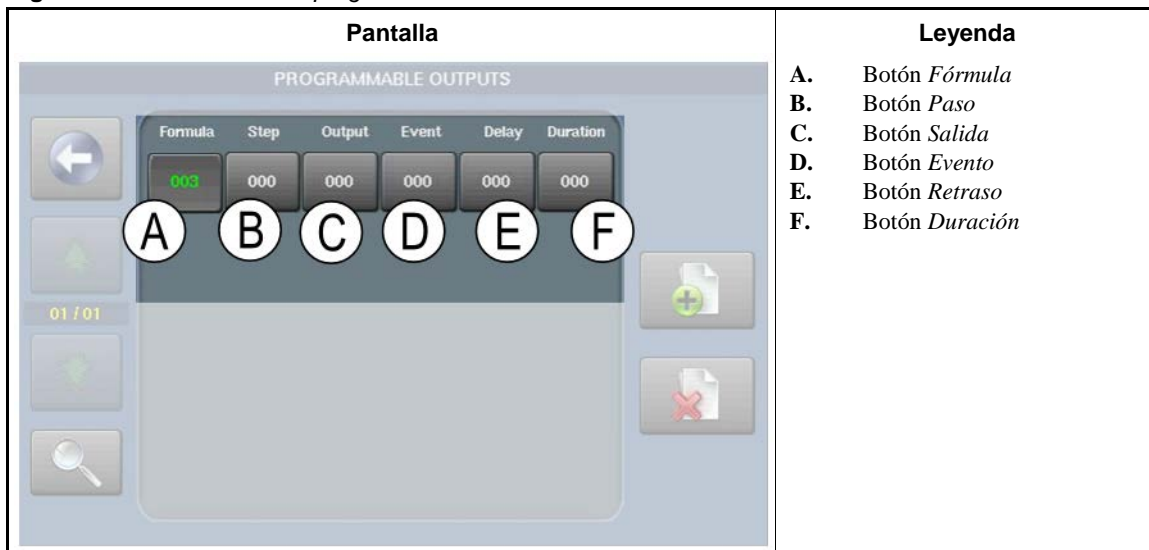 Pantalla
Leyenda
PROGRAMMABLE OUTPUTS
Formula Step Output Event Delay Duration
003 000 000 000 000 000
A B C D E F
01/01
A. Botón Fórmula
B. Botón Paso
C. Botón Salida
D. Botón Evento
E. Botón Retraso
F. Botón Duración